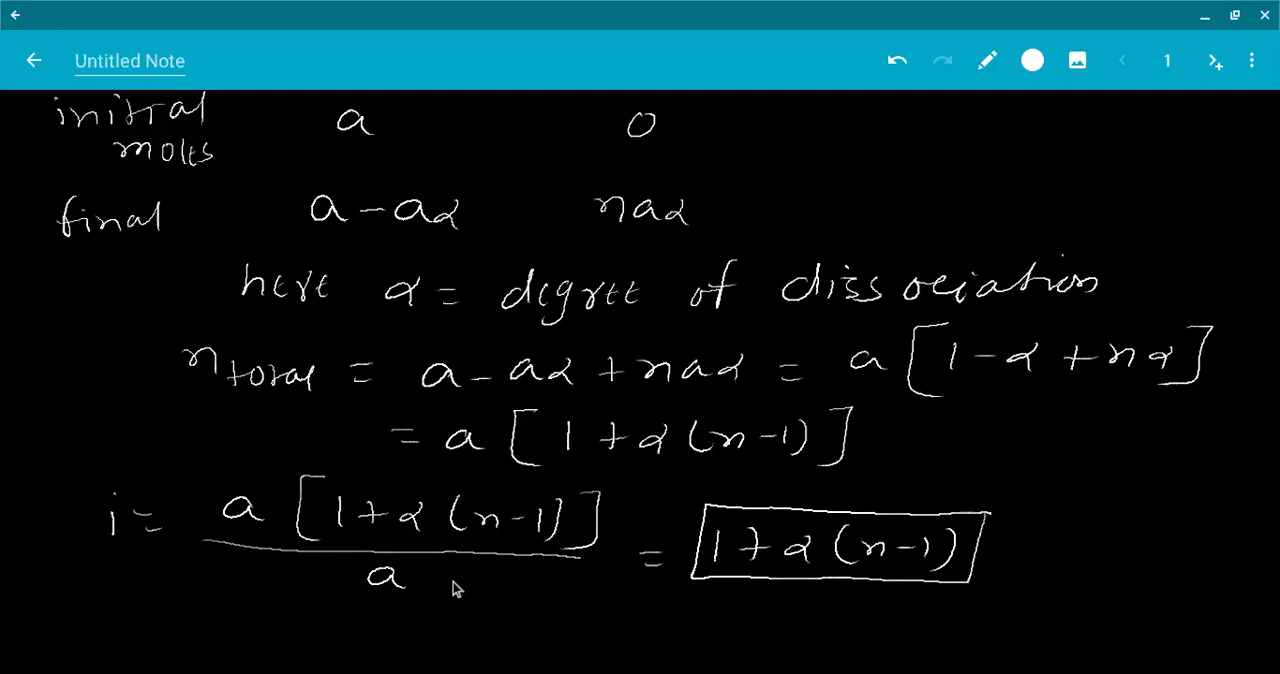 Untitled Note
1
initial a 0
moles
final a - aα naα
here α = degree of dissociation
n total = a - aα + naα = a [1 - α + nα]
= a [1 + α (n - 1)]
i = a [1 + α (n - 1)] / a = 1 + α (n - 1)